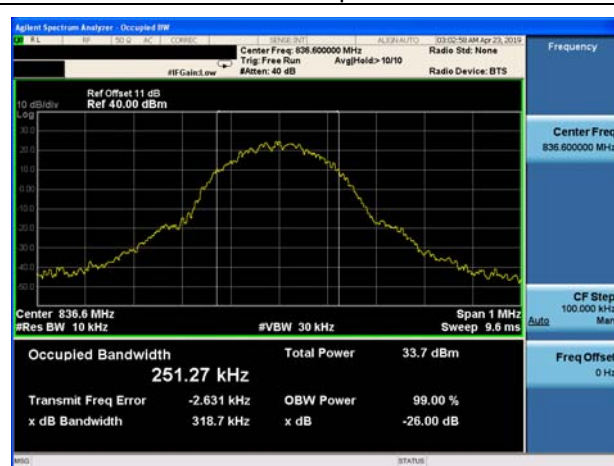 Agilent Spectrum Analyzer - Occupied BW
RL RF 50 Ω AC CORREC SENSE:INT ALIGNAUTO 03:02:58 AM Apr 23, 2019
Center Freq: 836.600000 MHz Radio Std: None Frequency
Trig: Free Run Avg|Hold:> 10/10
#IFGain:Low #Atten: 40 dB Radio Device: BTS
Ref Offset 11 dB
10 dB/div Ref 40.00 dBm
Log
30.0
20.0
10.0
0.00
-10.0
-20.0
-30.0
-40.0
-50.0
Center Freq
836.600000 MHz
Center 836.6 MHz Span 1 MHz
#Res BW 10 kHz #VBW 30 kHz Sweep 9.6 ms
CF Step
100.000 kHz
Auto Man
Occupied Bandwidth Total Power 33.7 dBm
251.27 kHz
Transmit Freq Error -2.631 kHz OBW Power 99.00 %
x dB Bandwidth 318.7 kHz x dB -26.00 dB
Freq Offset
0 Hz
MSG STATUS